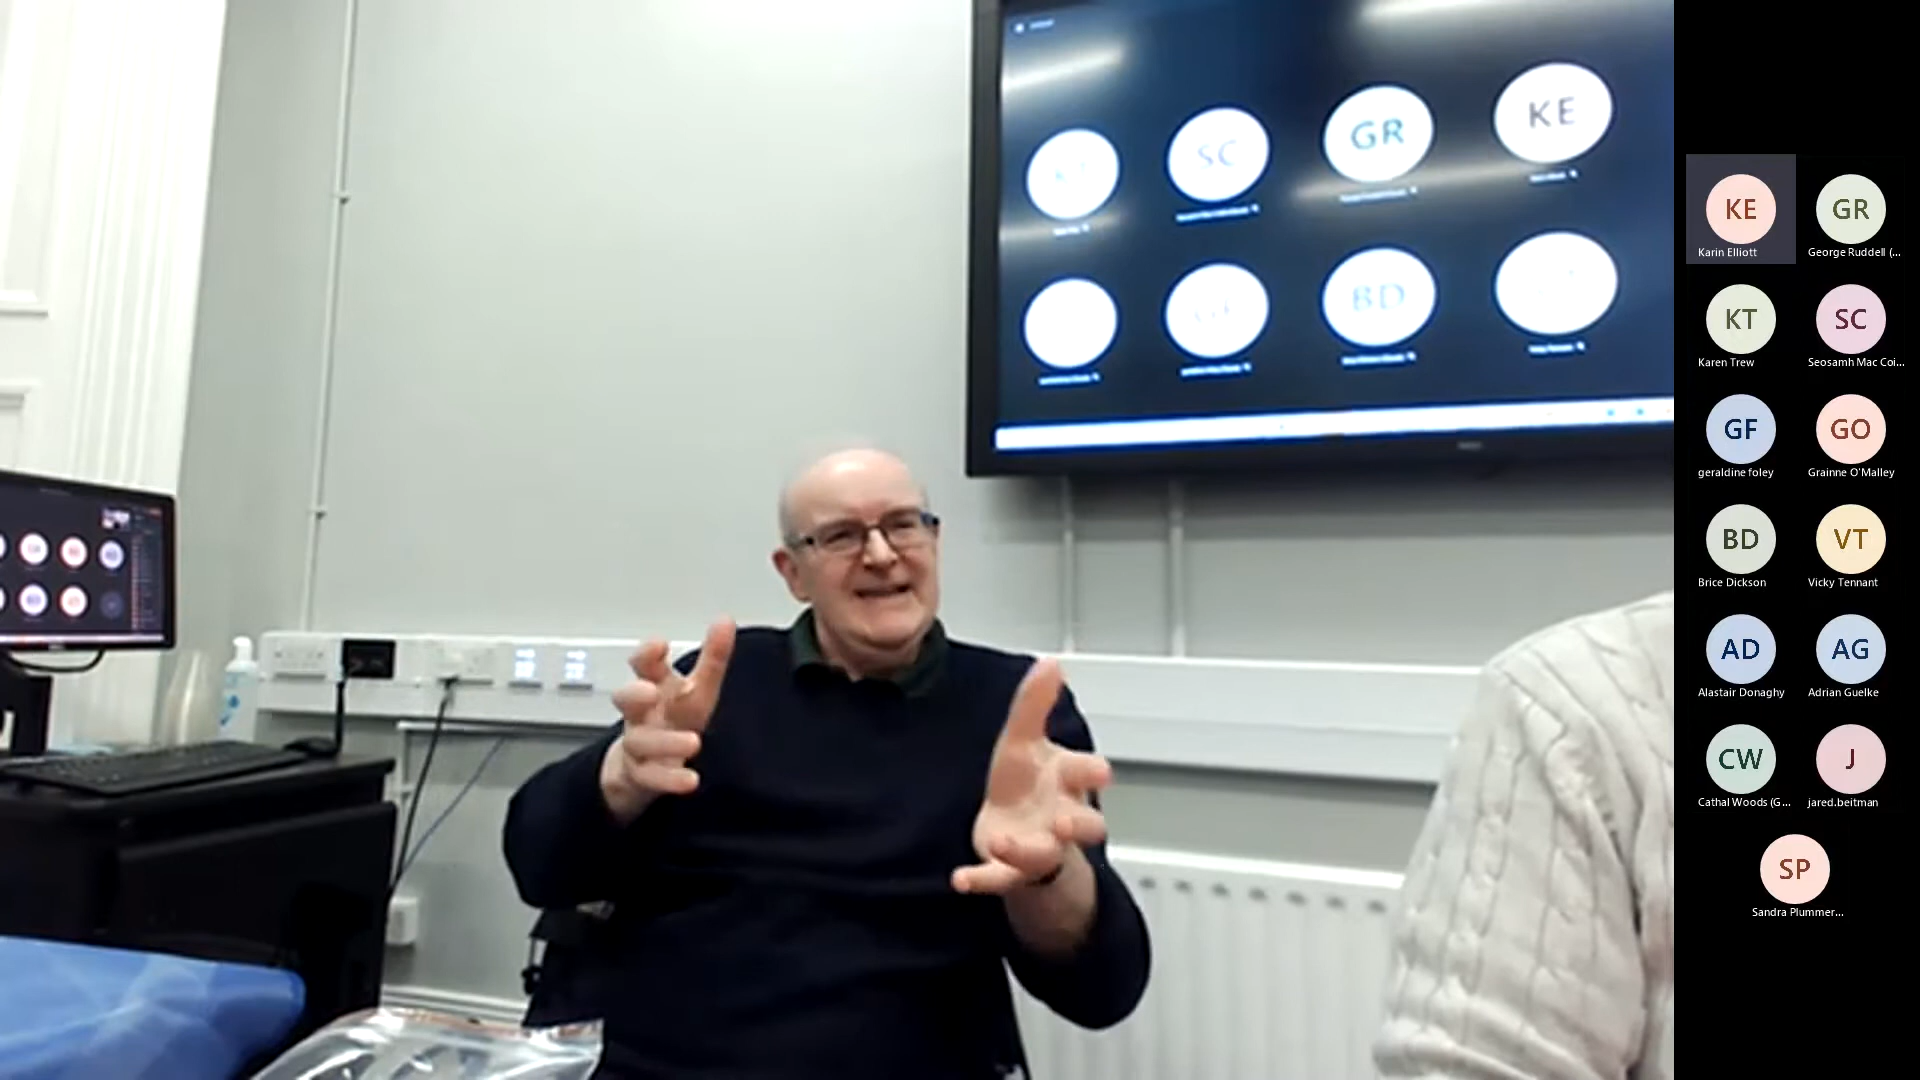 SC
GR
KE
BD
KE
Karin Elliott
GR
George Ruddell (...
KT
Karen Trew
SC
Seosamh Mac Coi...
GF
geraldine foley
GO
Grainne O'Malley
BD
Brice Dickson
VT
Vicky Tennant
AD
Alastair Donaghy
AG
Adrian Guelke
CW
Cathal Woods (G...
J
jared.beitman
SP
Sandra Plummer...